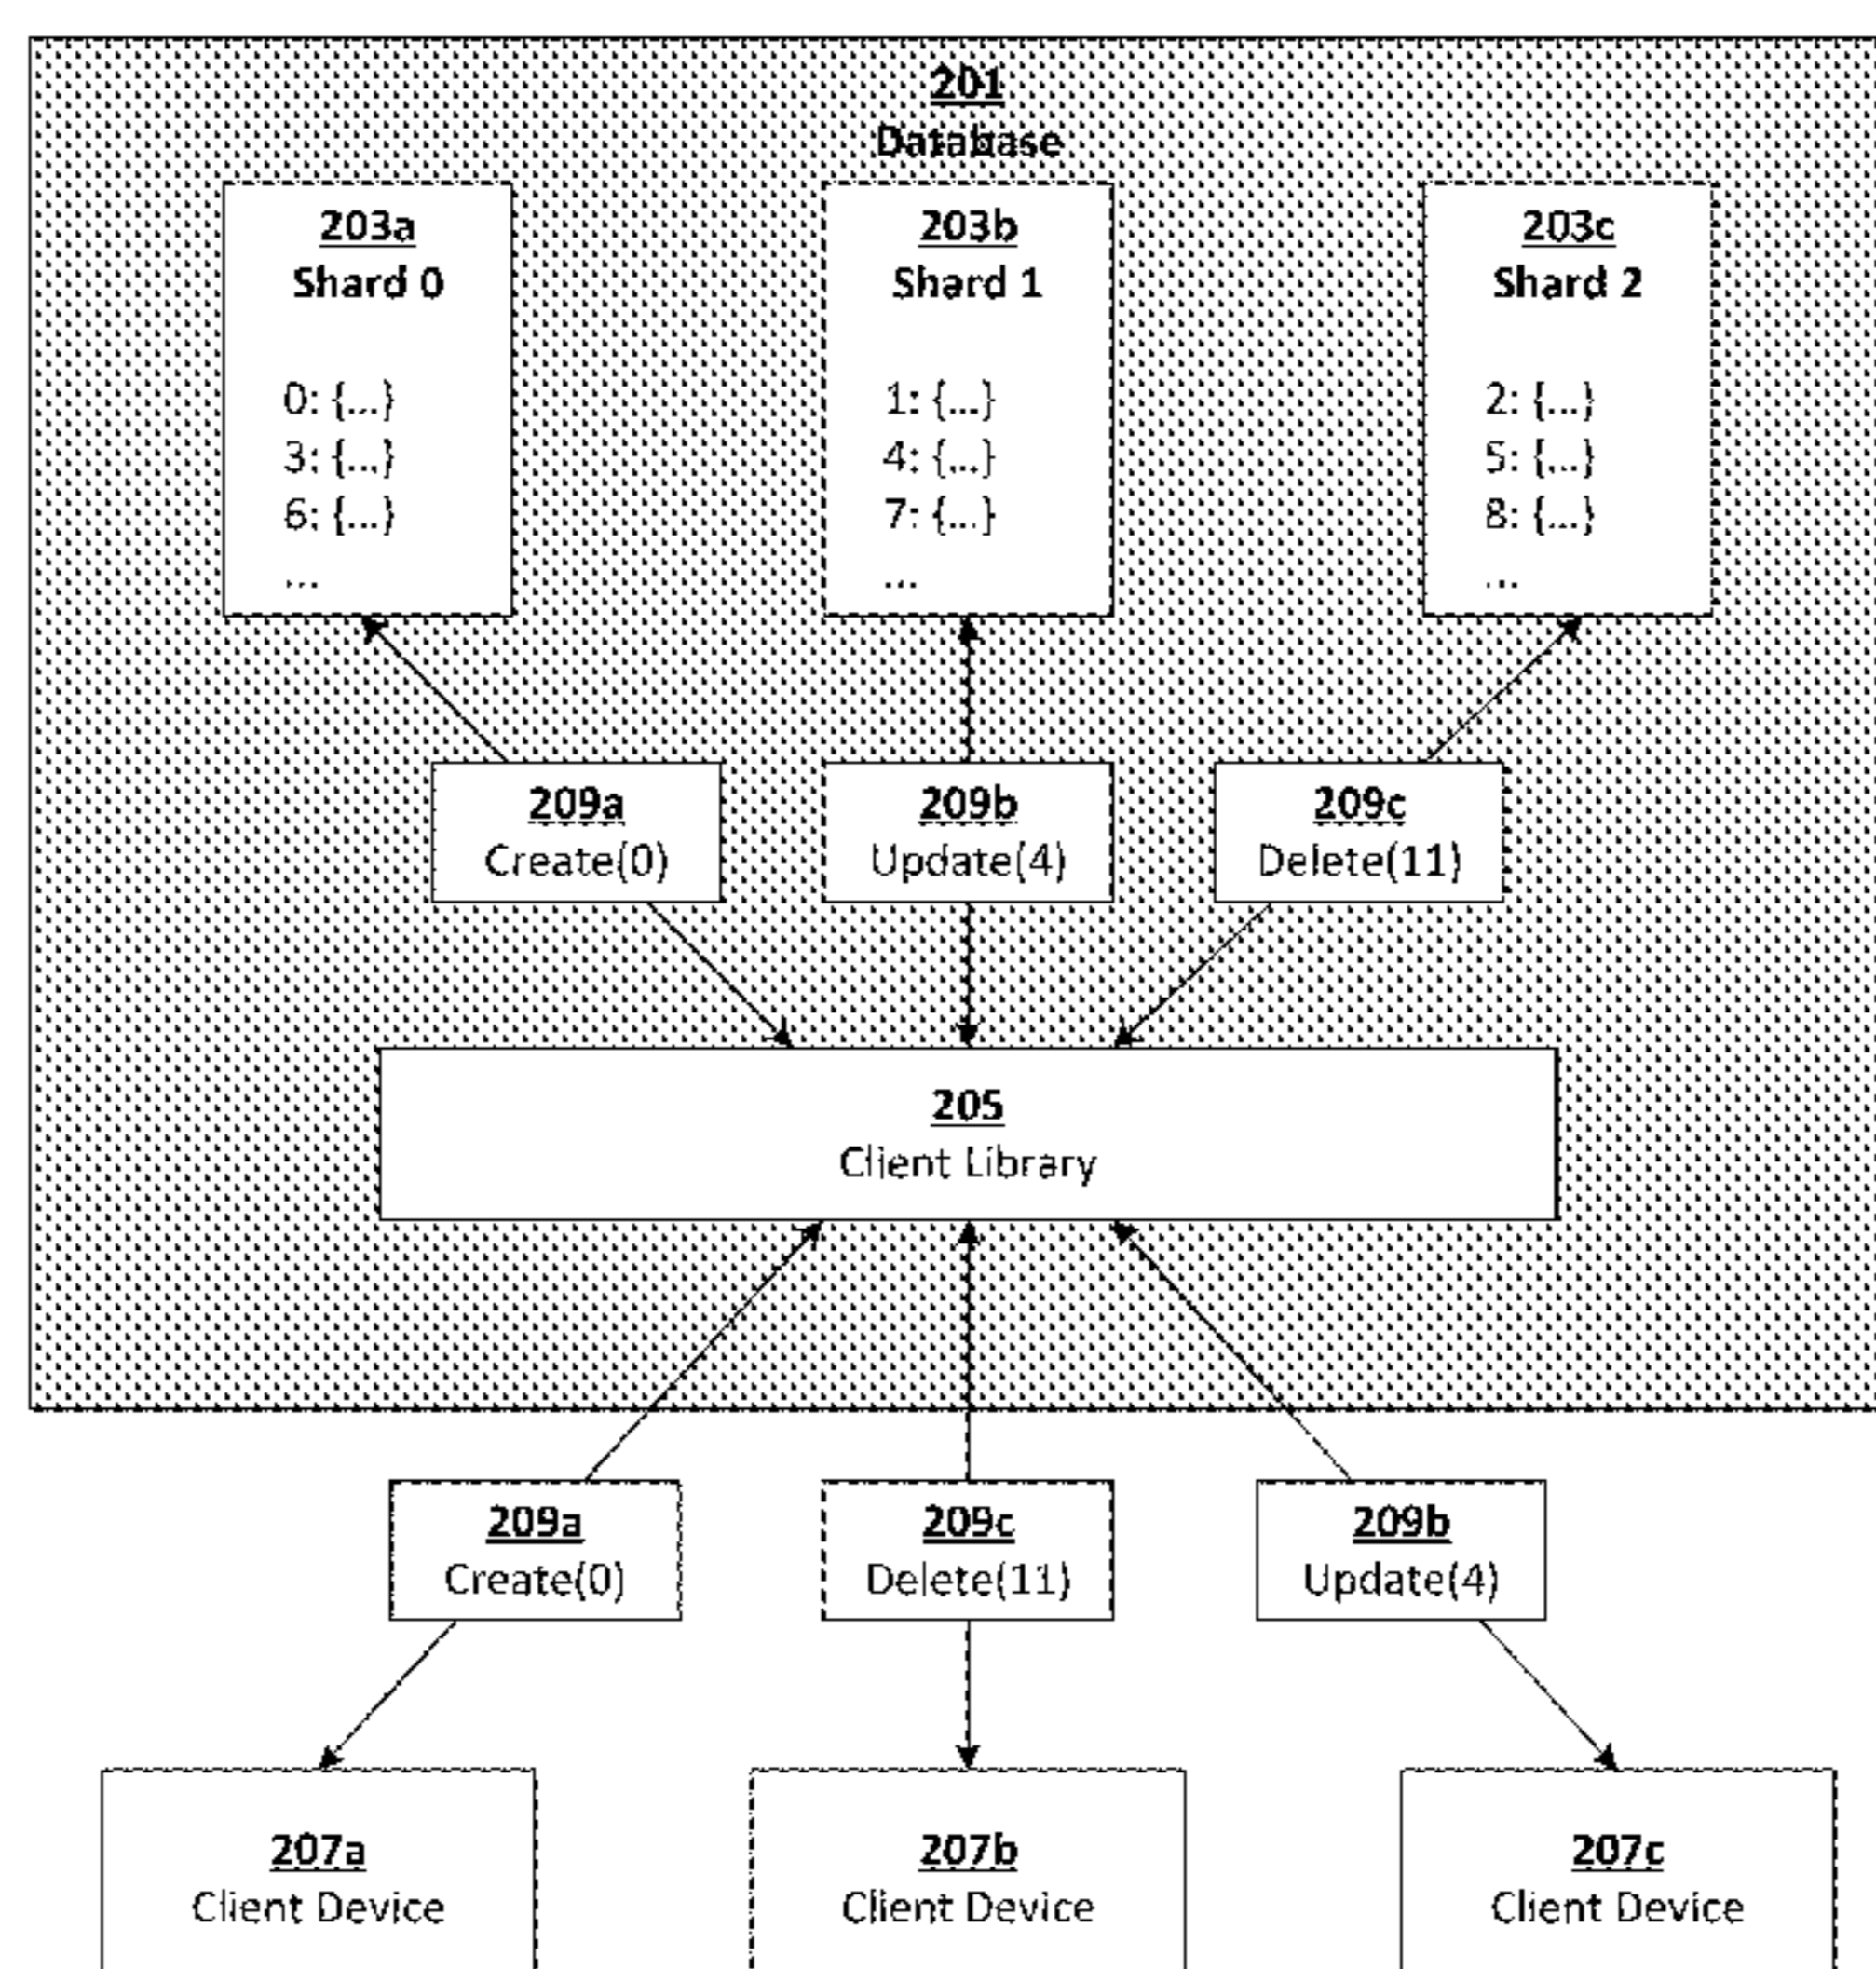 201
Database
203a
Shard 0
0: {...}
3: {...}
6: {...}
...
203b
Shard 1
1: {...}
4: {...}
7: {...}
...
203c
Shard 2
2: {...}
5: {...}
8: {...}
...
209a
Create(0)
209b
Update(4)
209c
Delete(11)
205
Client Library
209a
Create(0)
209c
Delete(11)
209b
Update(4)
207a
Client Device
207b
Client Device
207c
Client Device